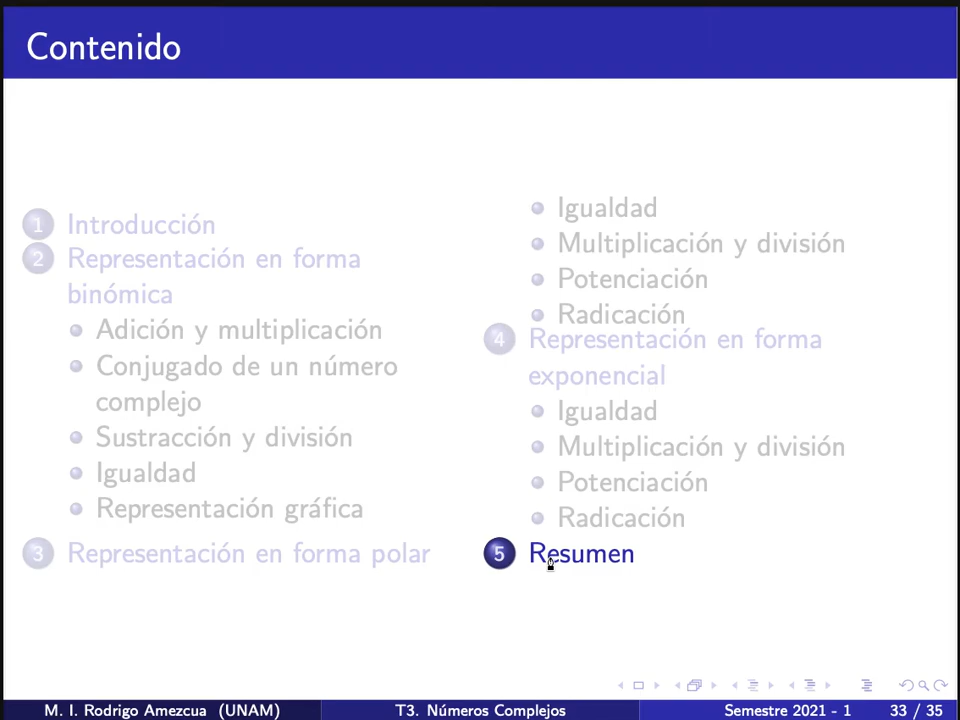 Contenido
1 Introducción
2 Representación en forma
binómica
Adición y multiplicación
Conjugado de un número
complejo
Sustracción y división
Igualdad
Representación gráfica
3 Representación en forma polar
Igualdad
Multiplicación y división
Potenciación
Radicación
4 Representación en forma
exponencial
Igualdad
Multiplicación y división
Potenciación
Radicación
5 Resumen
M. I. Rodrigo Amezcua (UNAM)
T3. Números Complejos
Semestre 2021 - 1
33 / 35